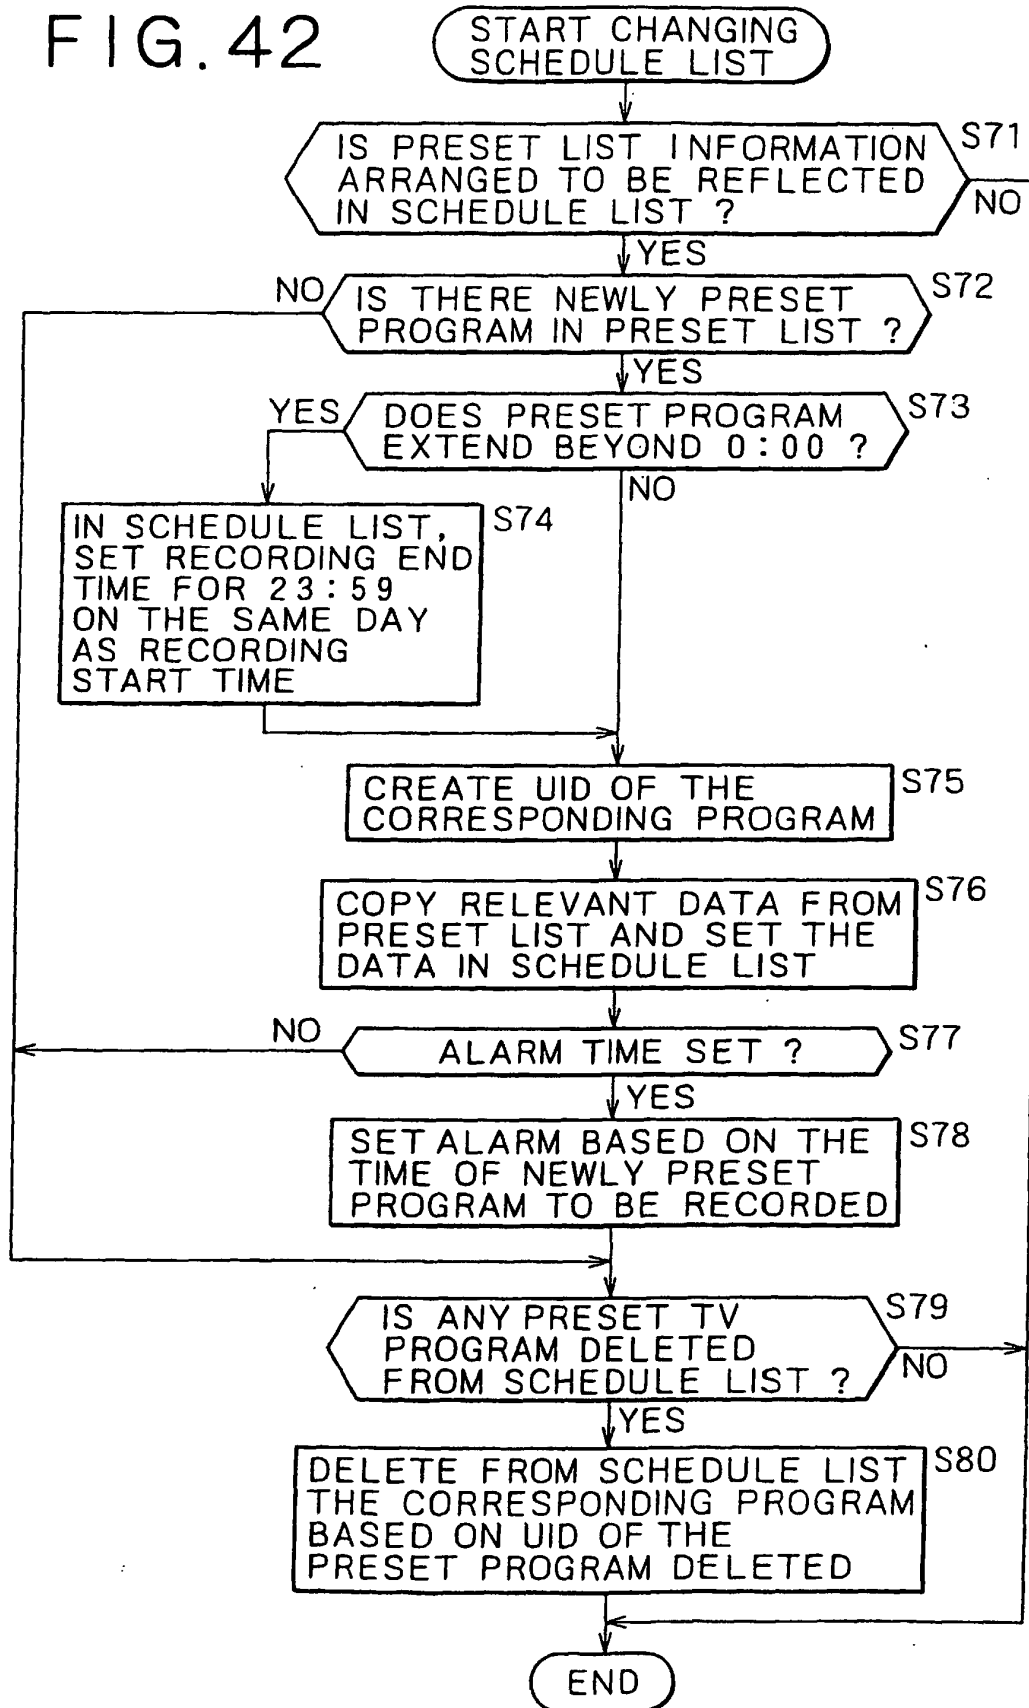 FIG. 42
START CHANGING
SCHEDULE LIST
IS PRESET LIST INFORMATION
ARRANGED TO BE REFLECTED
IN SCHEDULE LIST ?
S71
NO
YES
IS THERE NEWLY PRESET
PROGRAM IN PRESET LIST ?
S72
NO
YES
DOES PRESET PROGRAM
EXTEND BEYOND 0:00 ?
S73
YES
NO
IN SCHEDULE LIST,
SET RECORDING END
TIME FOR 23:59
ON THE SAME DAY
AS RECORDING
START TIME
S74
CREATE UID OF THE
CORRESPONDING PROGRAM
S75
COPY RELEVANT DATA FROM
PRESET LIST AND SET THE
DATA IN SCHEDULE LIST
S76
NO
ALARM TIME SET ?
S77
YES
SET ALARM BASED ON THE
TIME OF NEWLY PRESET
PROGRAM TO BE RECORDED
S78
IS ANY PRESET TV
PROGRAM DELETED
FROM SCHEDULE LIST ?
S79
NO
YES
DELETE FROM SCHEDULE LIST
THE CORRESPONDING PROGRAM
BASED ON UID OF THE
PRESET PROGRAM DELETED
S80
END